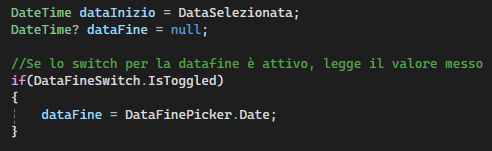 DateTime dataInizio = DataSelezionata;
DateTime? dataFine = null;

//Se lo switch per la datafine è attivo, legge il valore messo
if(DataFineSwitch.IsToggled)
{
    dataFine = DataFinePicker.Date;
}